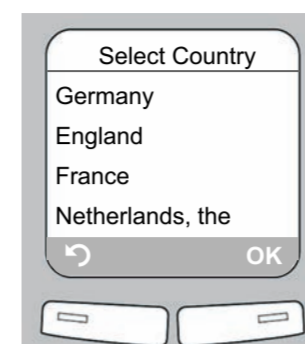 Select Country
Germany
England
France
Netherlands, the
OK